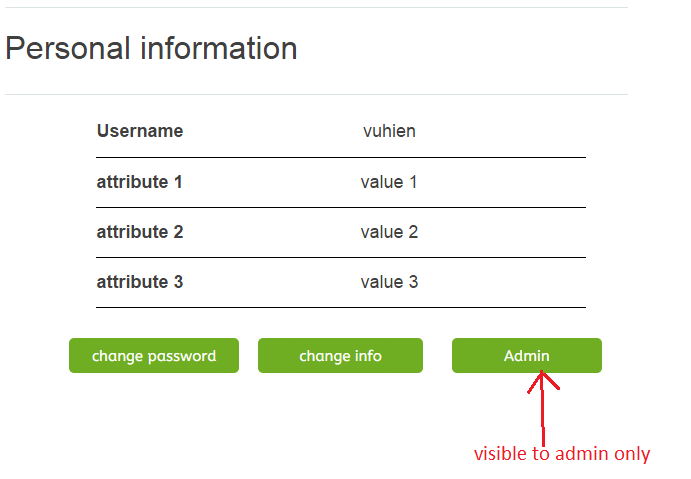 Personal information
Username vuhien
attribute 1 value 1
attribute 2 value 2
attribute 3 value 3
change password change info Admin
visible to admin only